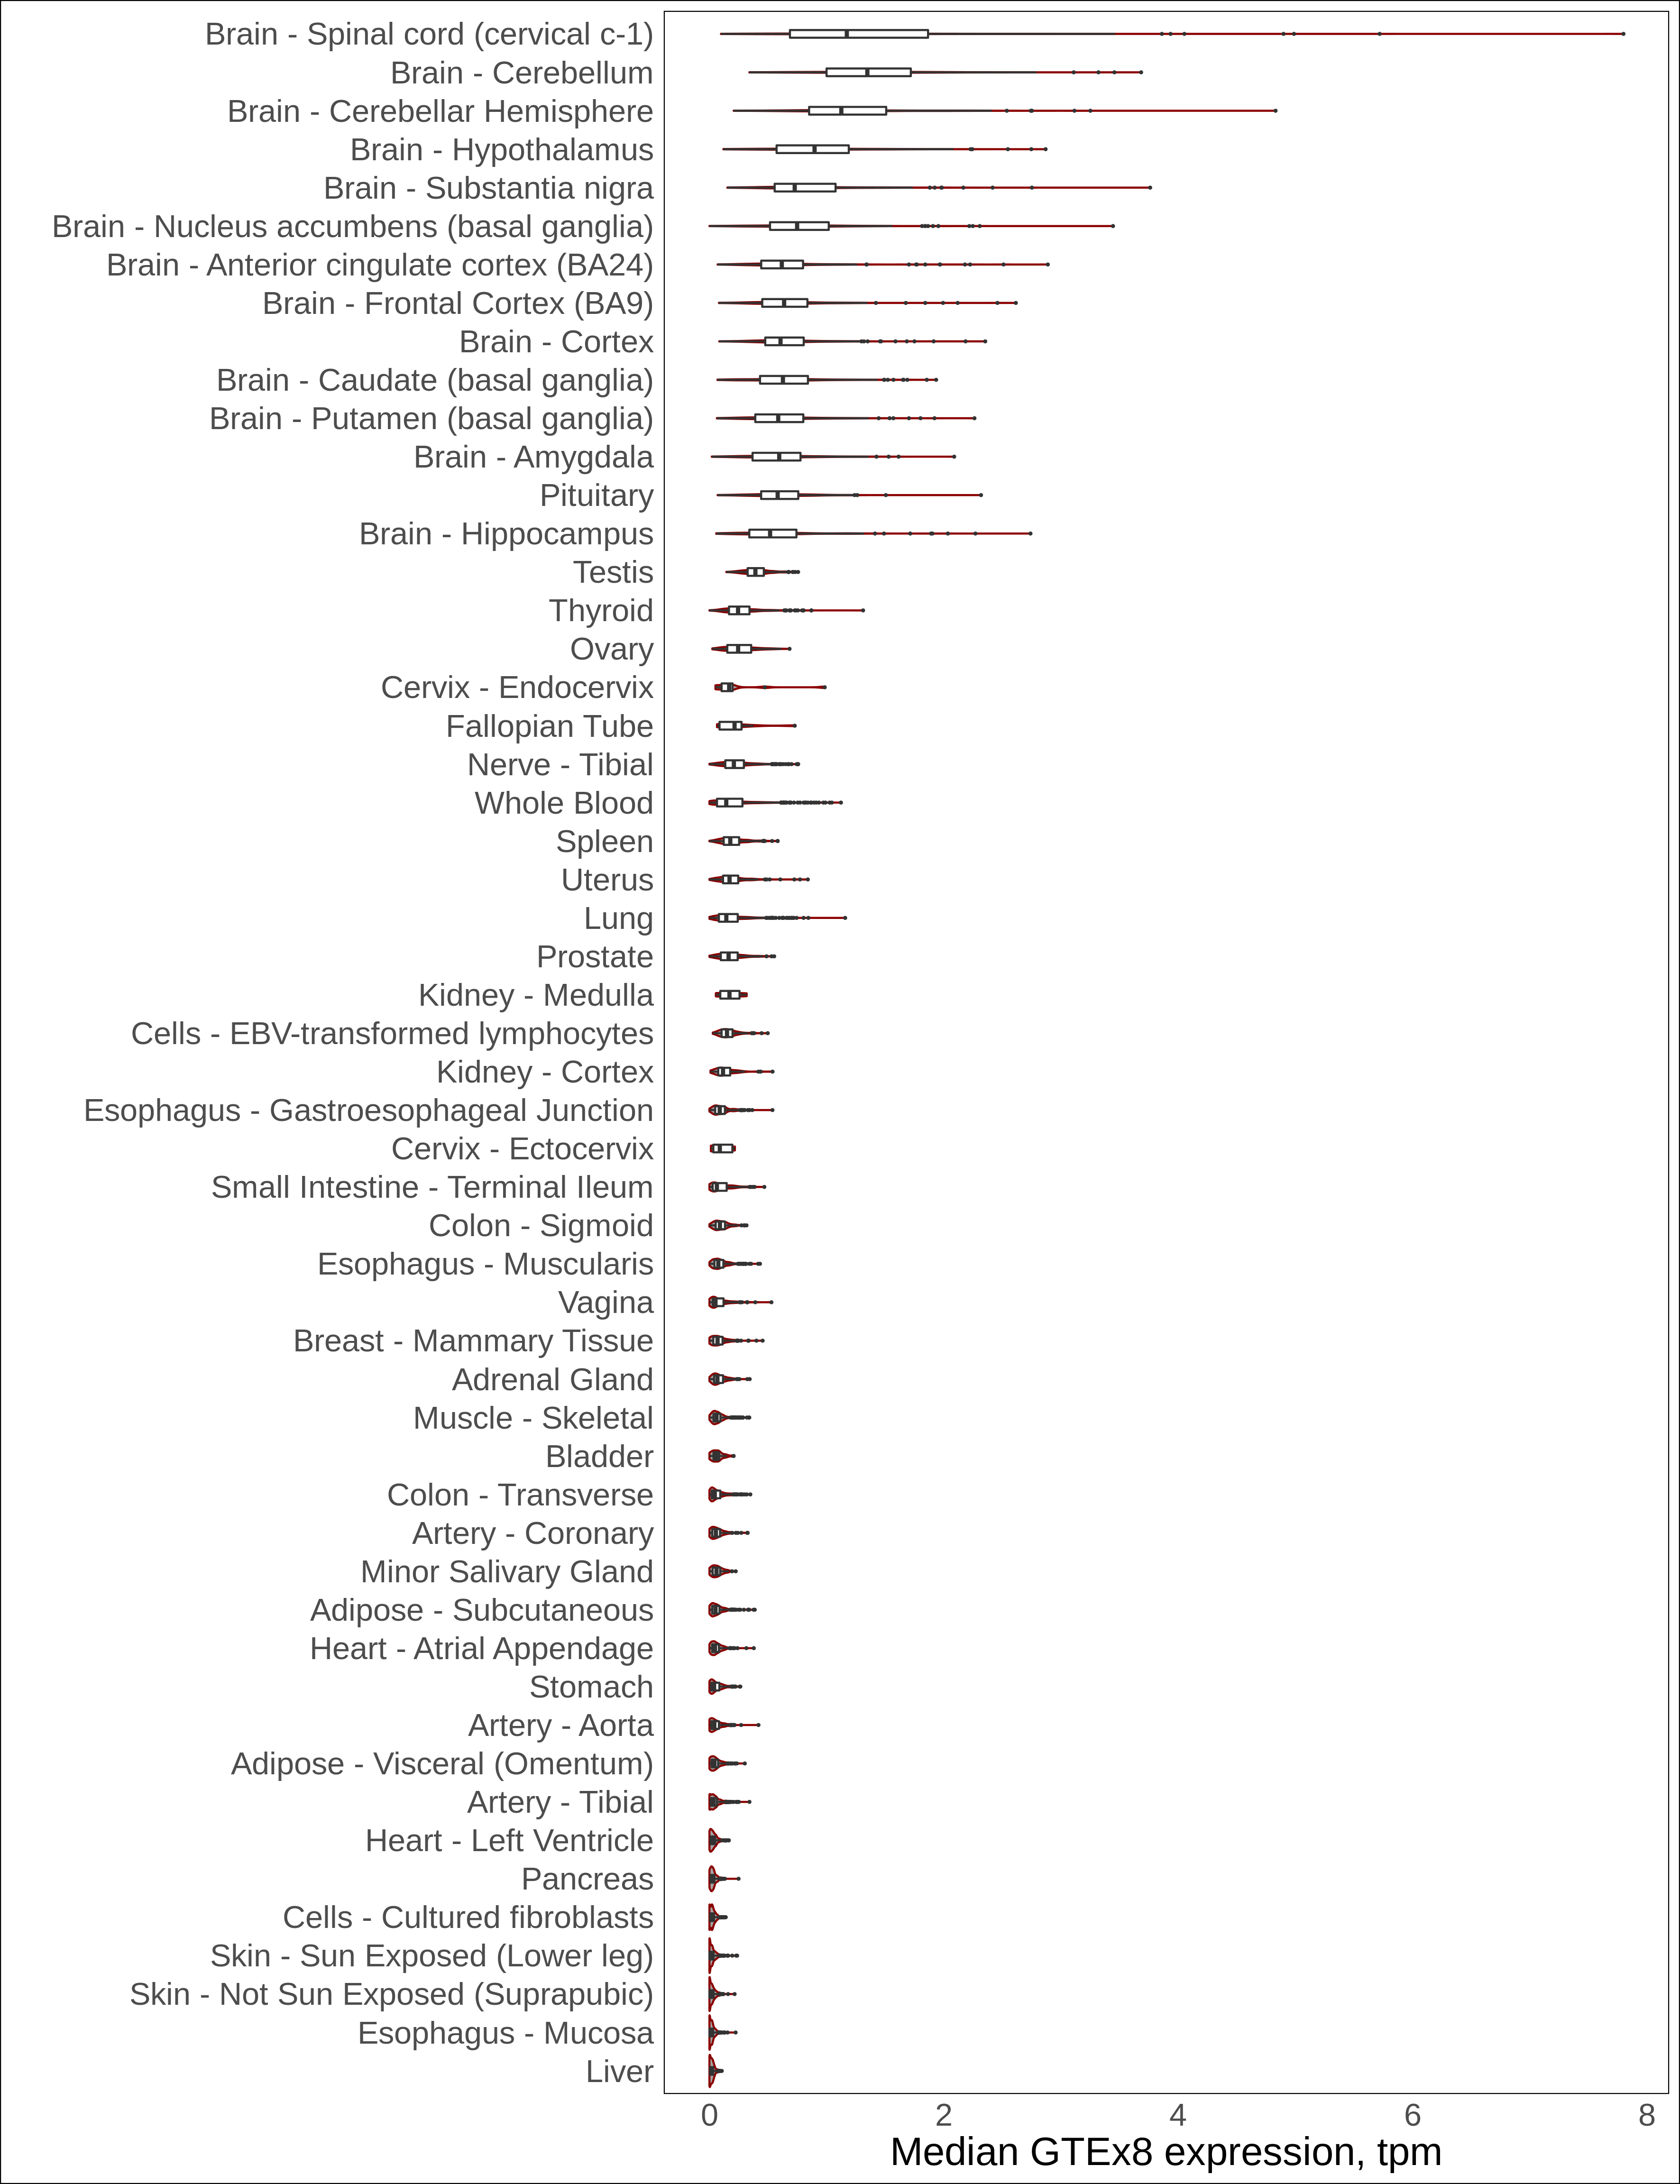 Brain - Spinal cord (cervical c-1)
Brain - Cerebellum
Brain - Cerebellar Hemisphere
Brain - Hypothalamus
Brain - Substantia nigra
Brain - Nucleus accumbens (basal ganglia)
Brain - Anterior cingulate cortex (BA24)
Brain - Frontal Cortex (BA9)
Brain - Cortex
Brain - Caudate (basal ganglia)
Brain - Putamen (basal ganglia)
Brain - Amygdala
Pituitary
Brain - Hippocampus
Testis
Thyroid
Ovary
Cervix - Endocervix
Fallopian Tube
Nerve - Tibial
Whole Blood
Spleen
Uterus
Lung
Prostate
Kidney - Medulla
Cells - EBV-transformed lymphocytes
Kidney - Cortex
Esophagus - Gastroesophageal Junction
Cervix - Ectocervix
Small Intestine - Terminal Ileum
Colon - Sigmoid
Esophagus - Muscularis
Vagina
Breast - Mammary Tissue
Adrenal Gland
Muscle - Skeletal
Bladder
Colon - Transverse
Artery - Coronary
Minor Salivary Gland
Adipose - Subcutaneous
Heart - Atrial Appendage
Stomach
Artery - Aorta
Adipose - Visceral (Omentum)
Artery - Tibial
Heart - Left Ventricle
Pancreas
Cells - Cultured fibroblasts
Skin - Sun Exposed (Lower leg)
Skin - Not Sun Exposed (Suprapubic)
Esophagus - Mucosa
Liver
0 2 4 6 8
Median GTEx8 expression, tpm